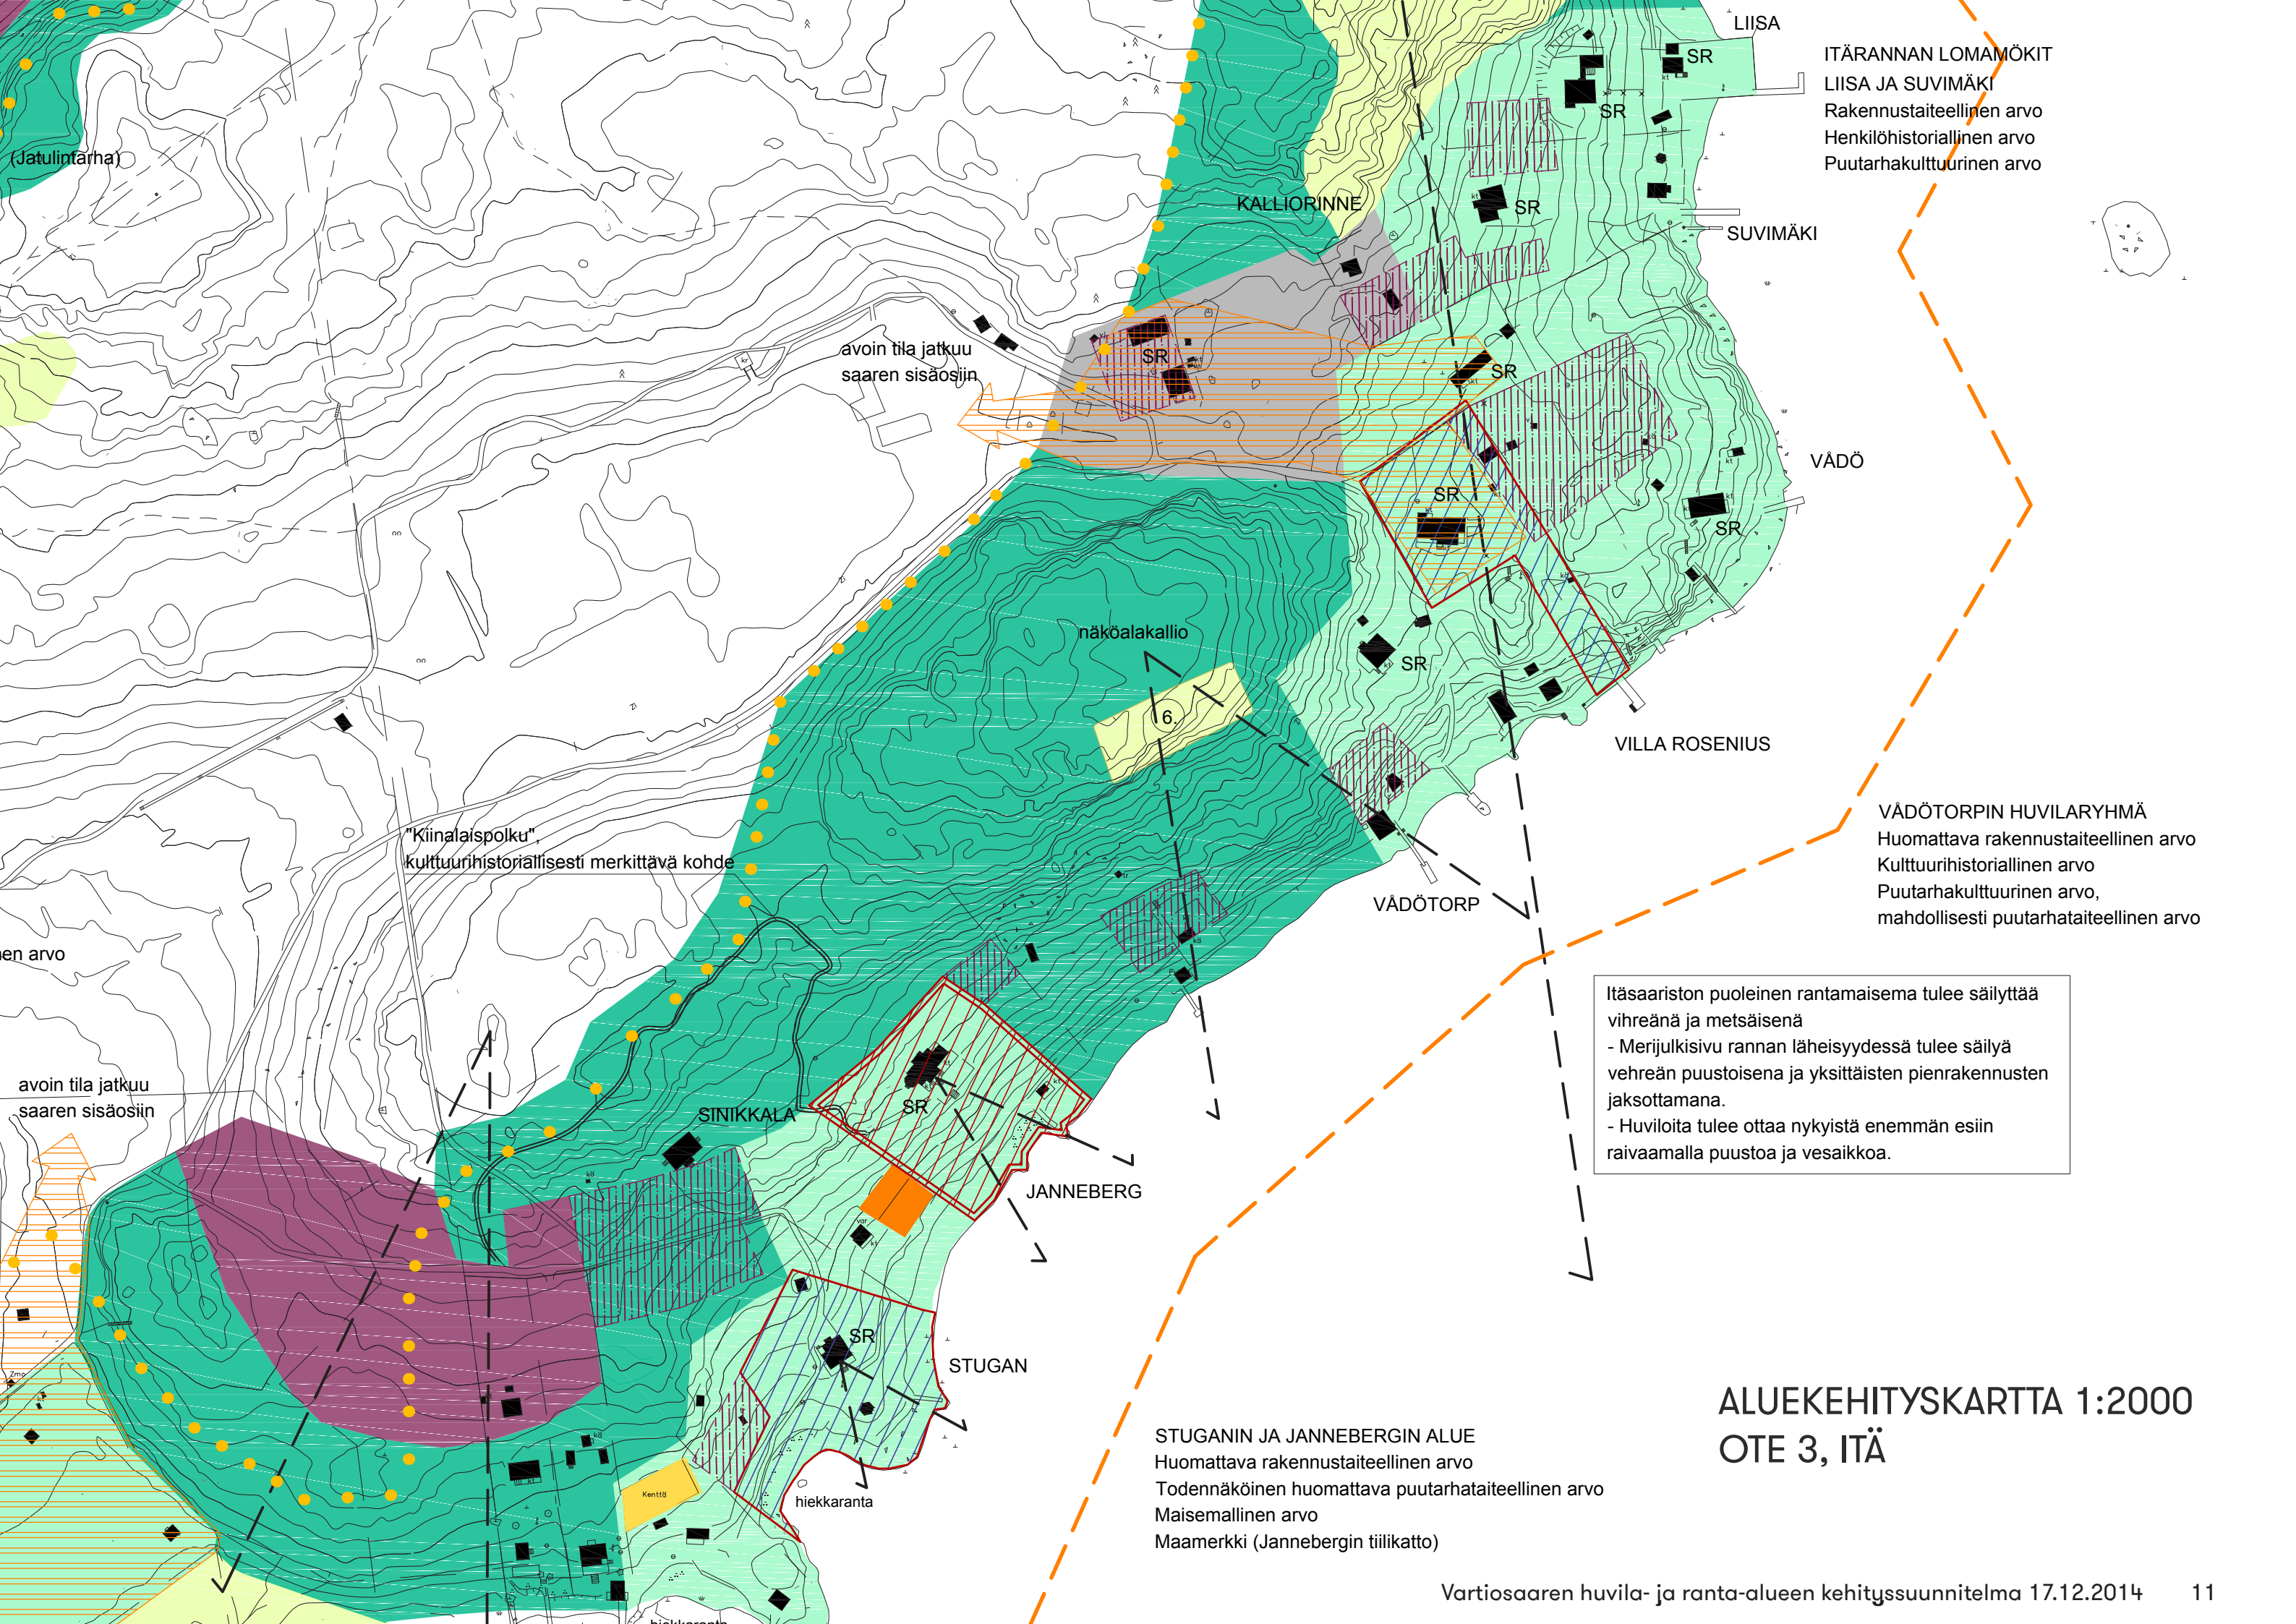 LIISA
SR
SR
ITÄRANNAN LOMAMÖKIT
LIISA JA SUVIMÄKI
Rakennustaiteellinen arvo
Henkilöhistoriallinen arvo
Puutarhakulttuurinen arvo
(Jatulintarha)
KALLIORINNE
SR
SUVIMÄKI
avoin tila jatkuu
saaren sisäosiin
SR
SR
VÅDÖ
SR
SR
näköalakallio
SR
6.
VILLA ROSENIUS
"Kiinalaispolku",
kulttuurihistoriallisesti merkittävä kohde
VÅDÖTORPIN HUVILARYHMÄ
Huomattava rakennustaiteellinen arvo
Kulttuurihistoriallinen arvo
Puutarhakulttuurinen arvo,
mahdollisesti puutarhataiteellinen arvo
VÅDÖTORP
arvo
Itäsaariston puoleinen rantamaisema tulee säilyttää
vihreänä ja metsäisenä
- Merijulkisivu rannan läheisyydessä tulee säilyä
vehreän puustoisena ja yksittäisten pienrakennusten
jaksottamana.
- Huviloita tulee ottaa nykyistä enemmän esiin
raivaamalla puustoa ja vesaikkoa.
avoin tila jatkuu
saaren sisäosiin
SINIKKALA
SR
JANNEBERG
var
kt
SR
STUGAN
Kenttä
hiekkaranta
STUGANIN JA JANNEBERGIN ALUE
Huomattava rakennustaiteellinen arvo
Todennäköinen huomattava puutarhataiteellinen arvo
Maisemallinen arvo
Maamerkki (Jannebergin tiilikatto)
ALUEKEHITYSKARTTA 1:2000
OTE 3, ITÄ
hiekkaranta
Vartiosaaren huvila- ja ranta-alueen kehityssuunnitelma 17.12.2014 11